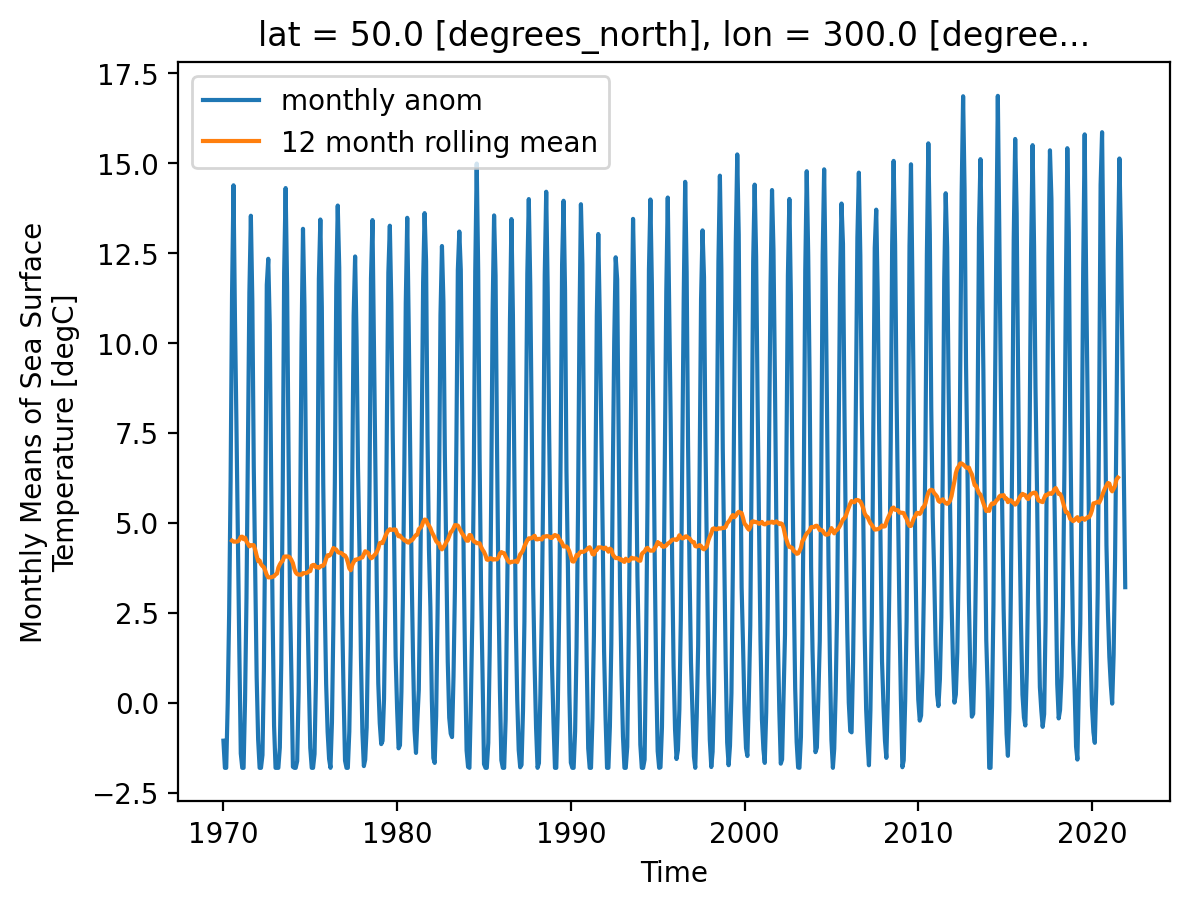 lat = 50.0 [degrees_north], lon = 300.0 [degree...
17.5
15.0
12.5
10.0
7.5
5.0
2.5
0.0
−2.5
monthly anom
12 month rolling mean
Monthly Means of Sea Surface
Temperature [degC]
1970
1980
1990
2000
2010
2020
Time